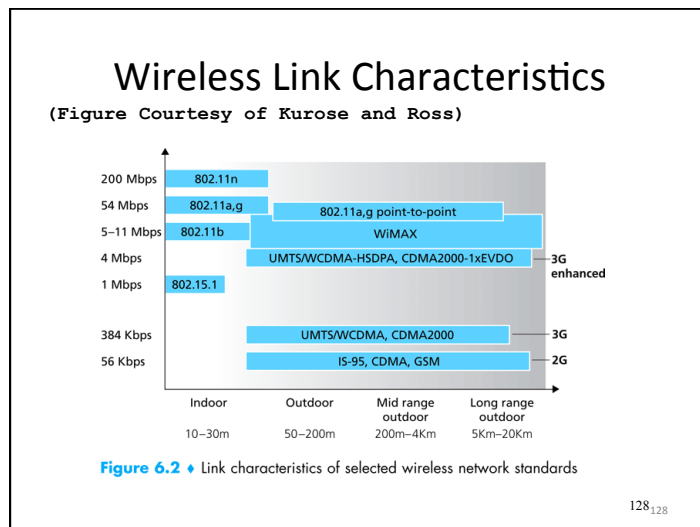 Wireless Link Characteristics
(Figure Courtesy of Kurose and Ross)
200 Mbps
802.11n
54 Mbps
802.11a,g
802.11a,g point-to-point
5–11 Mbps
802.11b
WiMAX
4 Mbps
UMTS/WCDMA-HSDPA, CDMA2000-1xEVDO
3G
enhanced
1 Mbps
802.15.1
384 Kbps
UMTS/WCDMA, CDMA2000
3G
56 Kbps
IS-95, CDMA, GSM
2G
Indoor
Outdoor
Mid range
outdoor
Long range
outdoor
10–30m
50–200m
200m–4Km
5Km–20Km
Figure 6.2 ♦ Link characteristics of selected wireless network standards
128
128